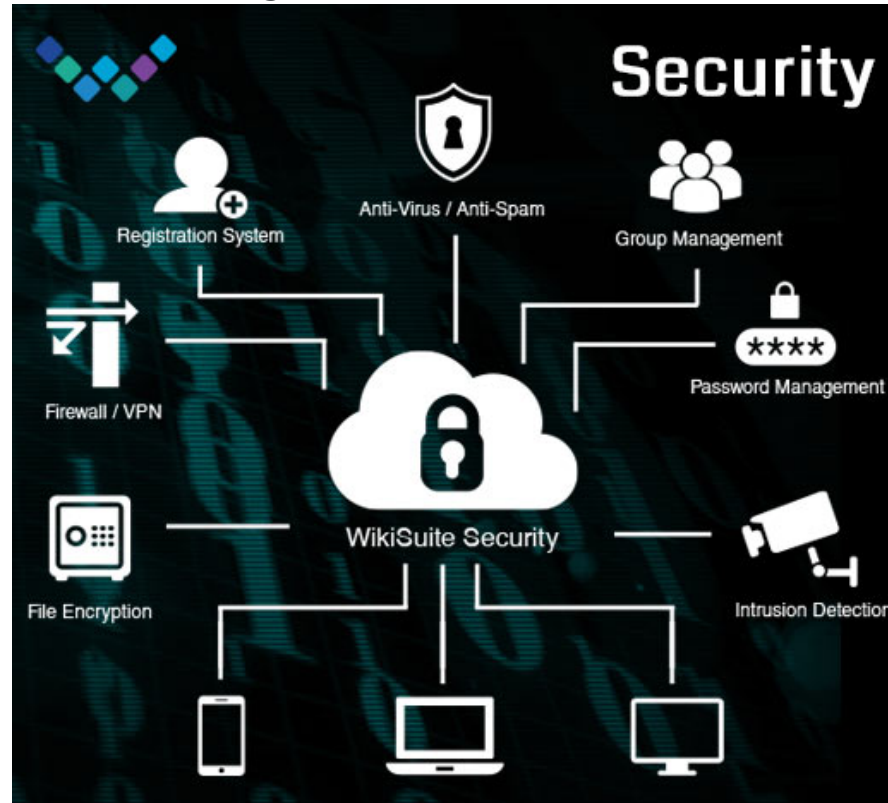 Security
Anti-Virus / Anti-Spam
Registration System
Group Management
****
Password Management
Firewall / VPN
WikiSuite Security
File Encryption
Intrusion Detection